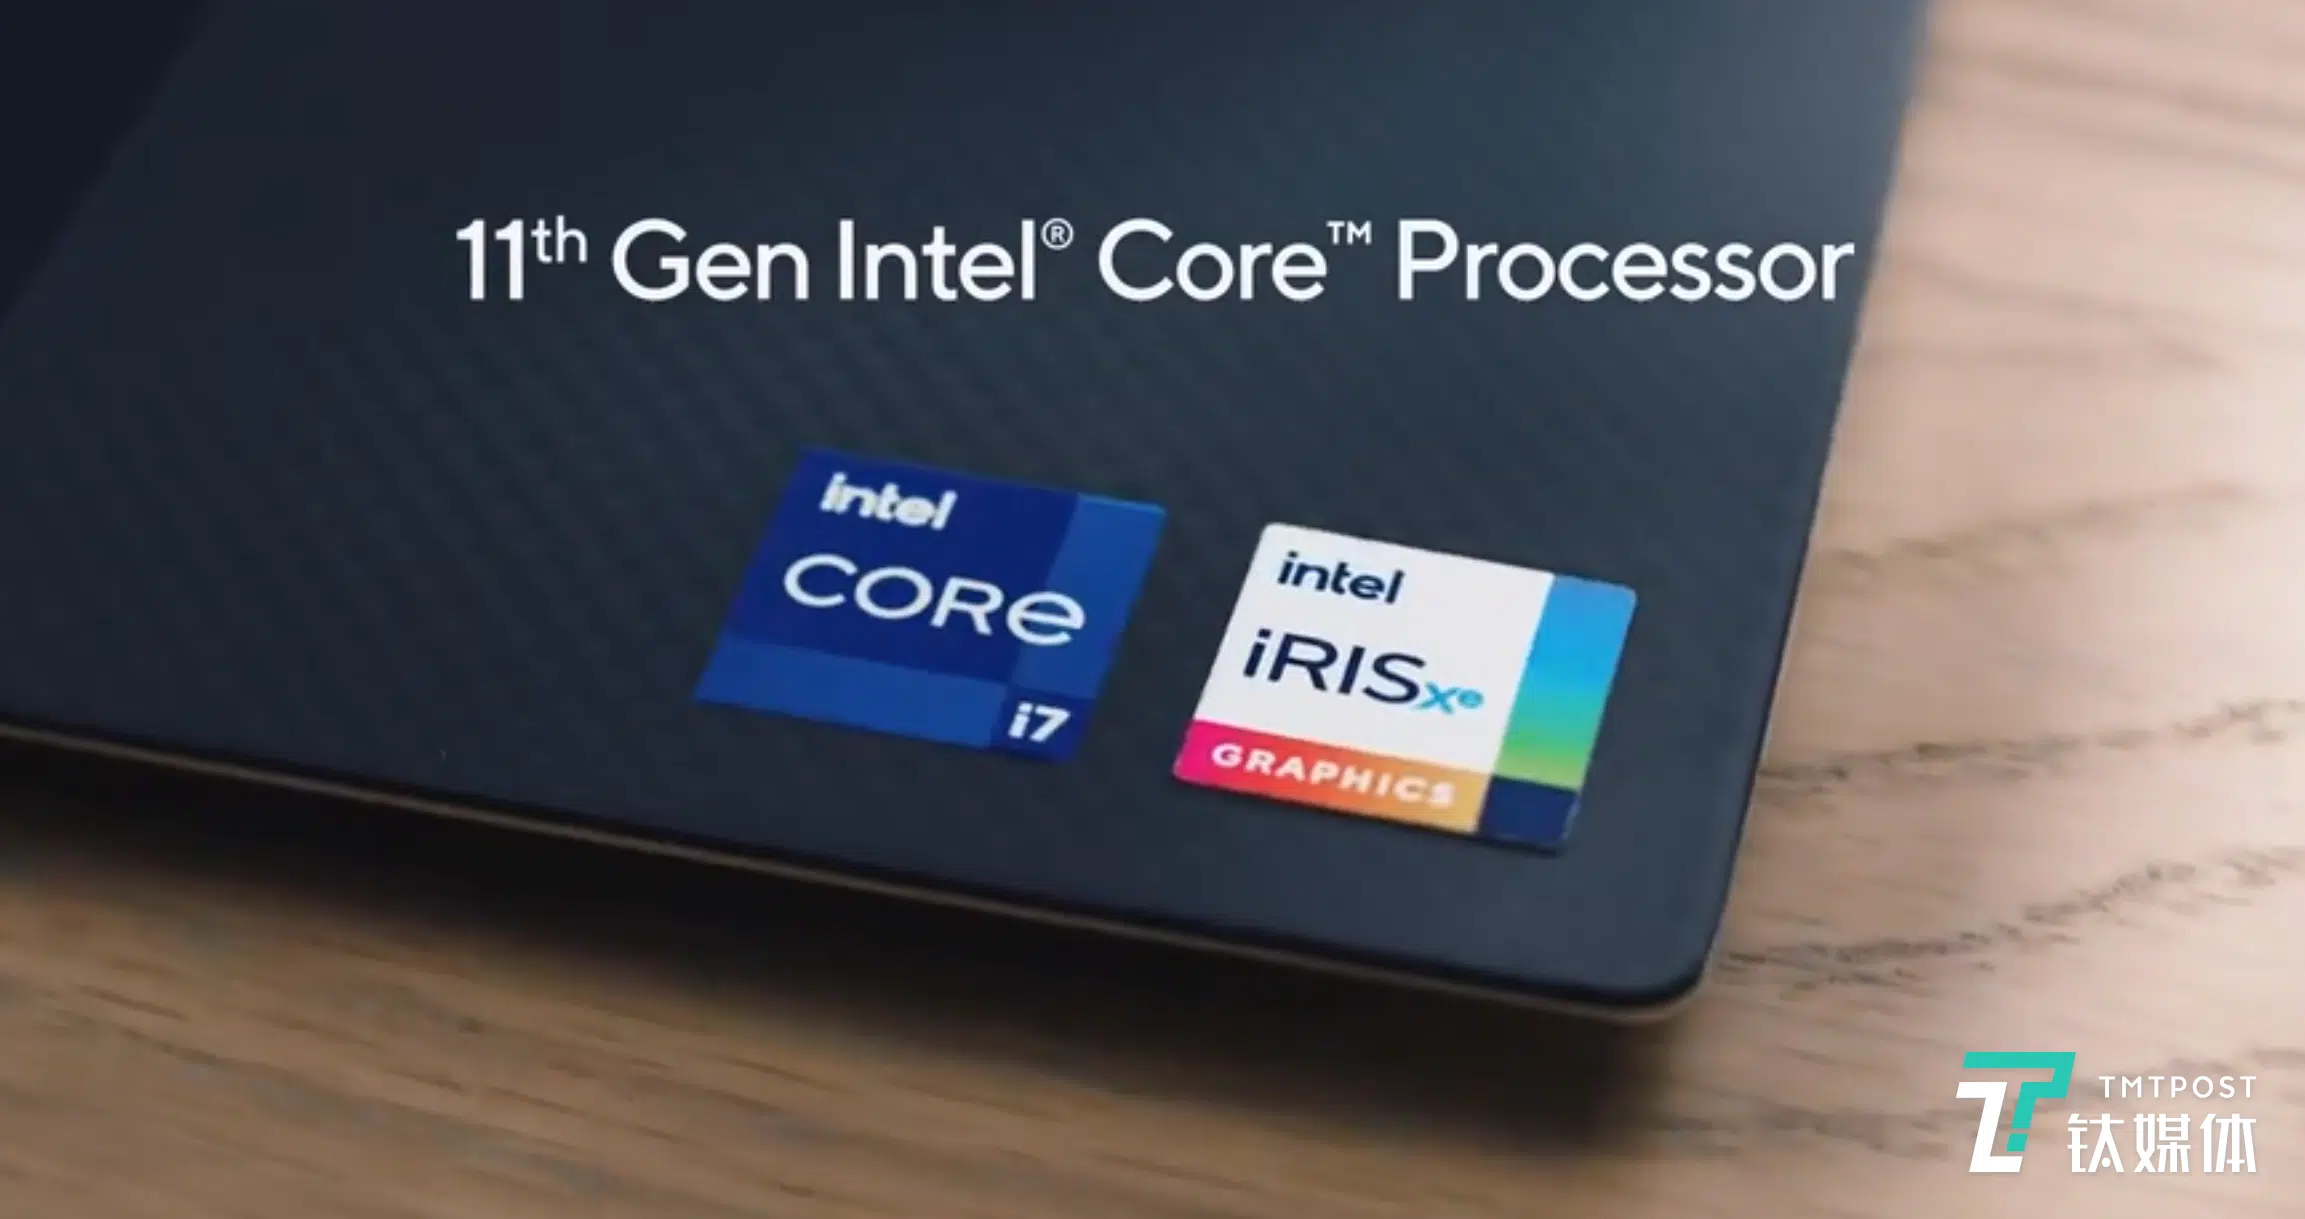 11th Gen Intel® Core™ Processor
intel
CORE
i7
intel
iRISxe
GRAPHICS
TMTPOST
钛媒体